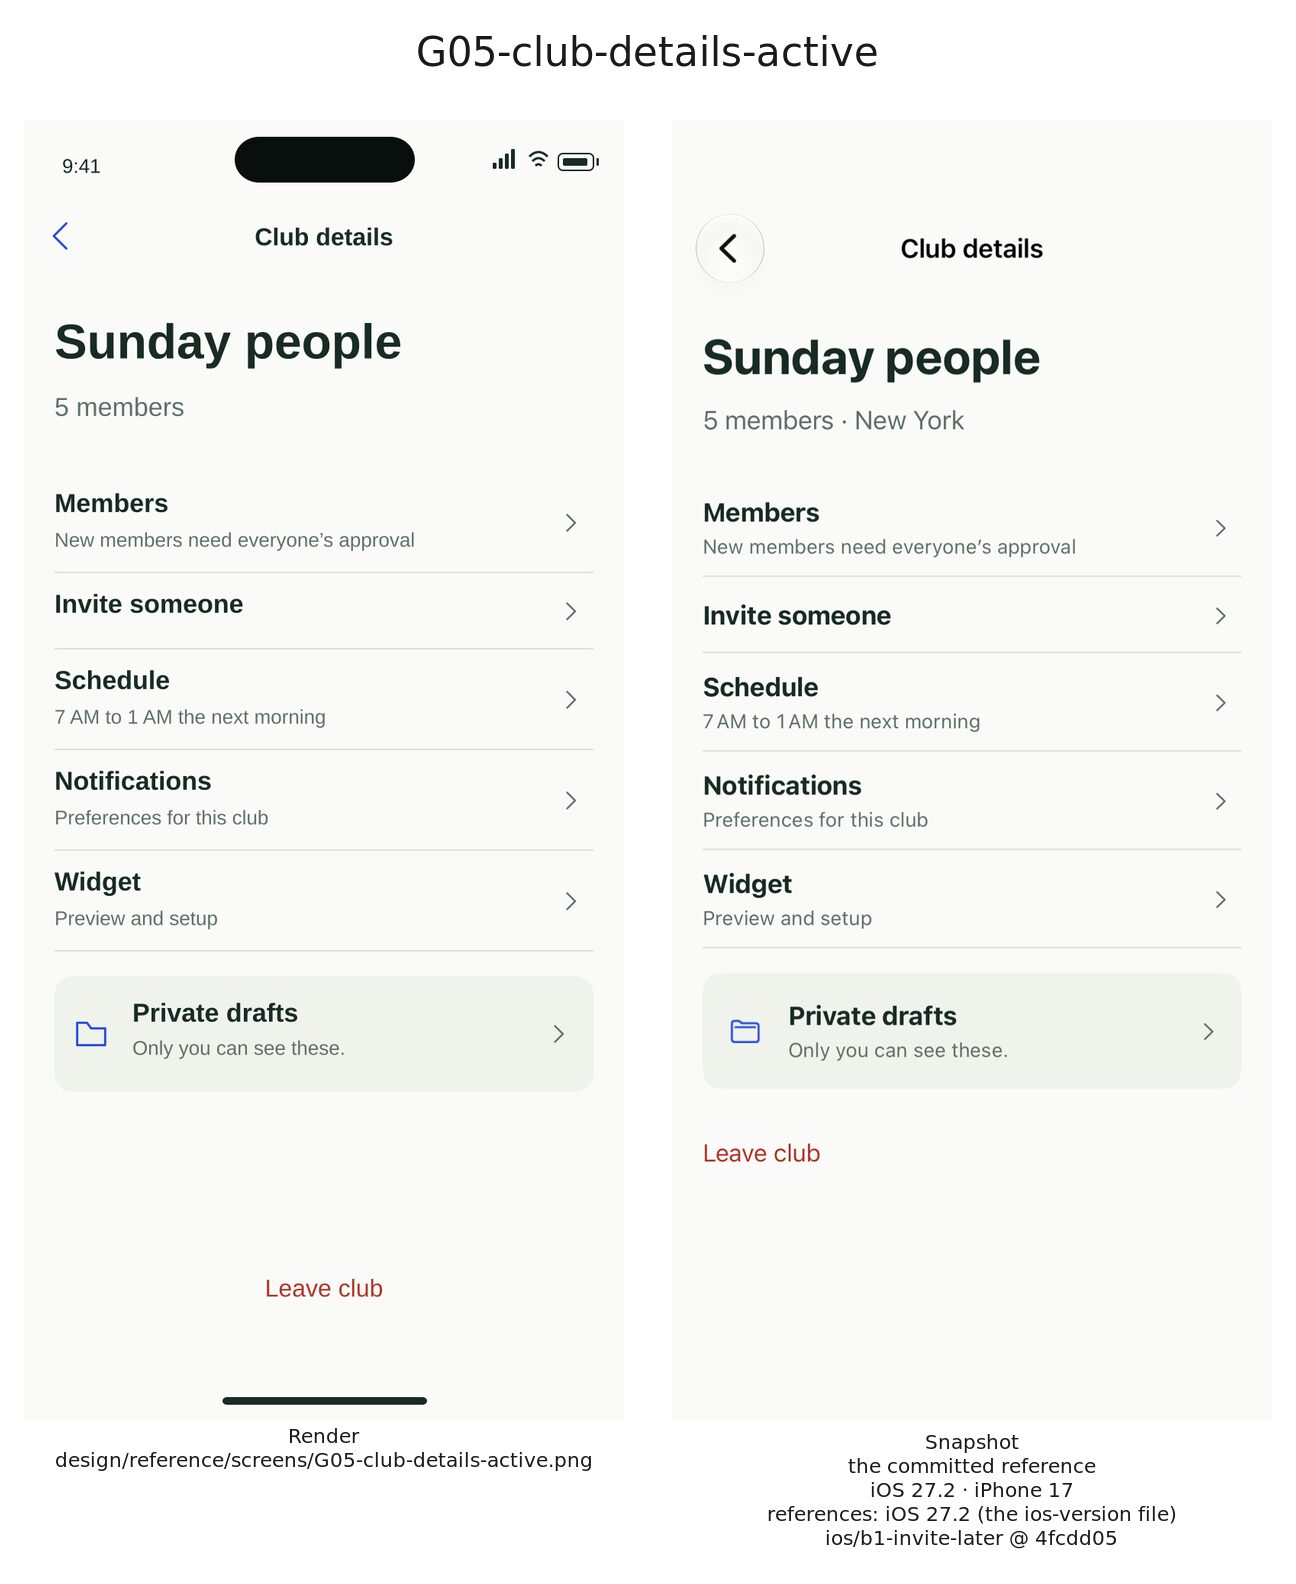 G05-club-details-active
9:41
Club details
Sunday people
5 members
Members
New members need everyone’s approval
Invite someone
Schedule
7 AM to 1 AM the next morning
Notifications
Preferences for this club
Widget
Preview and setup
Private drafts
Only you can see these.
Leave club
Render
design/reference/screens/G05-club-details-active.png
Club details
Sunday people
5 members · New York
Members
New members need everyone’s approval
Invite someone
Schedule
7 AM to 1 AM the next morning
Notifications
Preferences for this club
Widget
Preview and setup
Private drafts
Only you can see these.
Leave club
Snapshot
the committed reference
iOS 27.2 · iPhone 17
references: iOS 27.2 (the ios-version file)
ios/b1-invite-later @ 4fcdd05